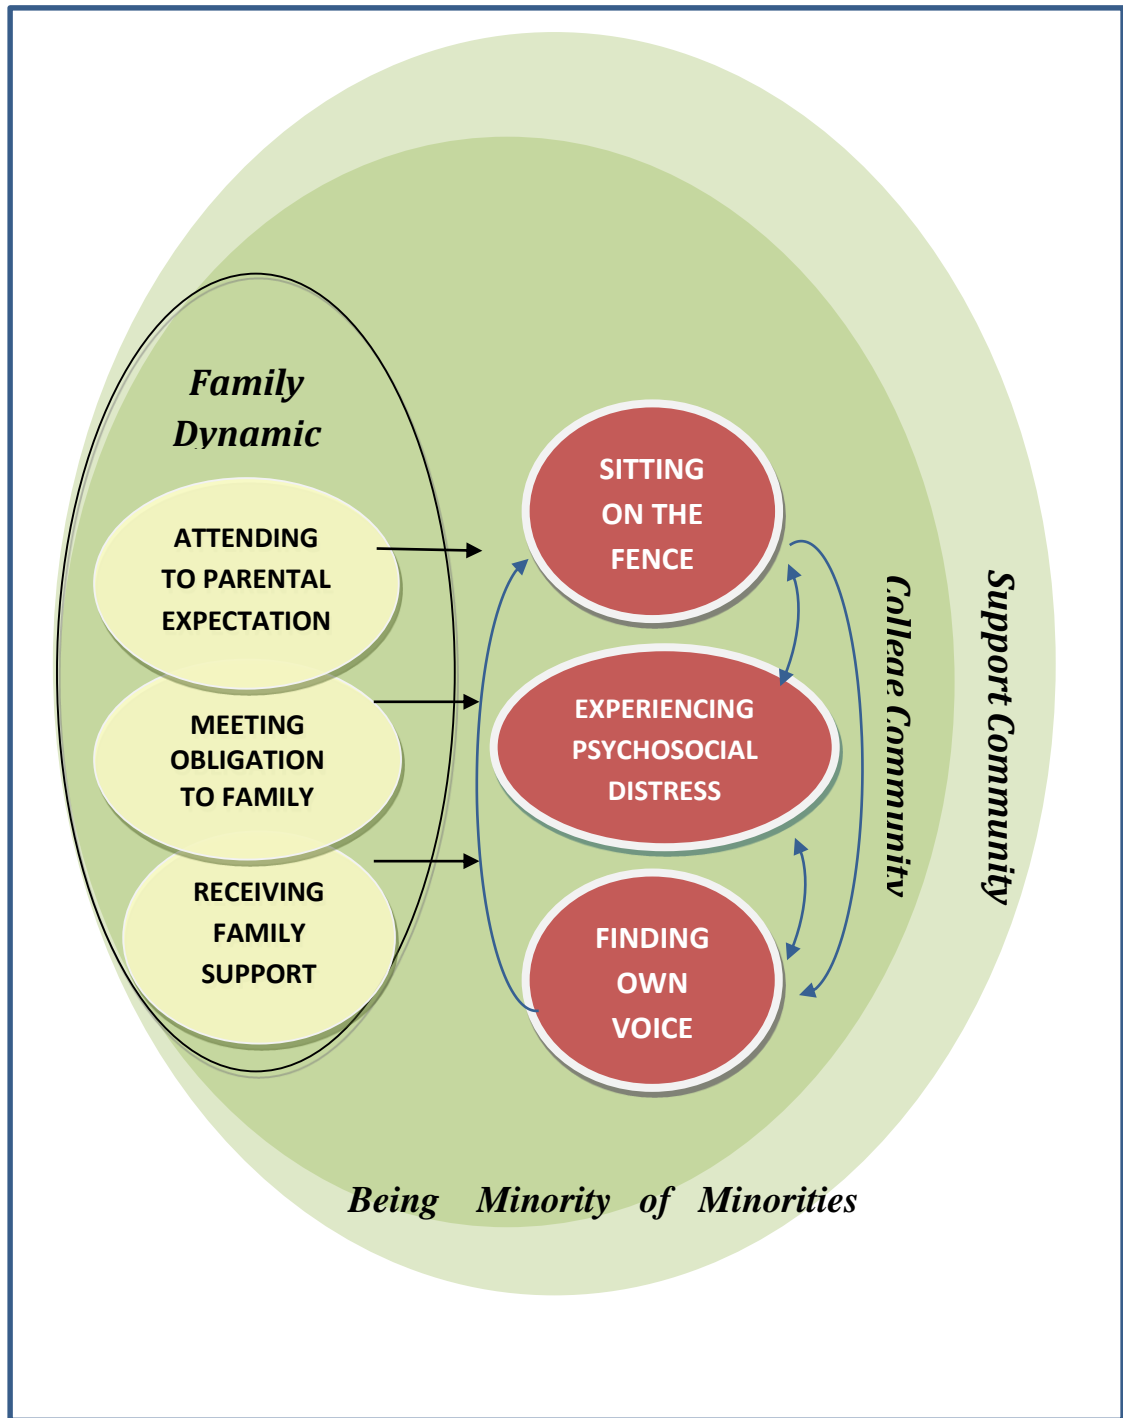 Family
Dynamic
ATTENDING
TO PARENTAL
EXPECTATION
MEETING
OBLIGATION
TO FAMILY
RECEIVING
FAMILY
SUPPORT
SITTING
ON THE
FENCE
EXPERIENCING
PSYCHOSOCIAL
DISTRESS
FINDING
OWN
VOICE
College Community
Support Community
Being Minority of Minorities